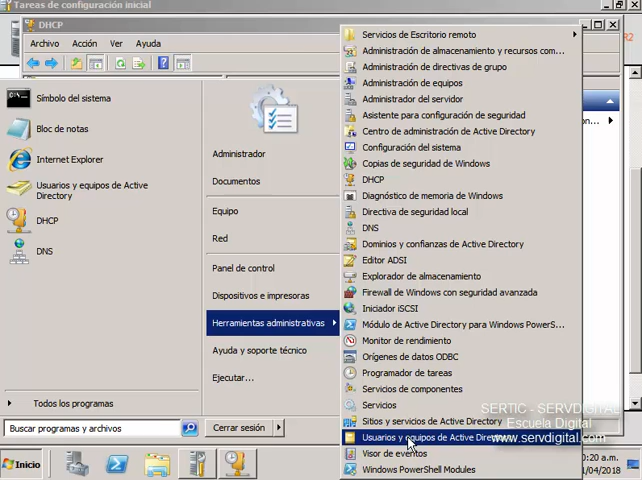 Tareas de configuración inicial
DHCP
Archivo Acción Ver Ayuda
R2
Símbolo del sistema
Bloc de notas
Internet Explorer
Usuarios y equipos de Active
Directory
DHCP
DNS
Todos los programas
Buscar programas y archivos
Administrador
Documentos
Equipo
Red
Panel de control
Dispositivos e impresoras
Herramientas administrativas
Ayuda y soporte técnico
Ejecutar...
Cerrar sesión
Servicios de Escritorio remoto
Administración de almacenamiento y recursos com...
Administración de directivas de grupo
Administración de equipos
Administrador del servidor
Asistente para configuración de seguridad
Centro de administración de Active Directory
Configuración del sistema
Copias de seguridad de Windows
DHCP
Diagnóstico de memoria de Windows
Directiva de seguridad local
DNS
Dominios y confianzas de Active Directory
Editor ADSI
Explorador de almacenamiento
Firewall de Windows con seguridad avanzada
Iniciador iSCSI
Módulo de Active Directory para Windows PowerS...
Monitor de rendimiento
Orígenes de datos ODBC
Programador de tareas
Servicios de componentes
Servicios
Sitios y servicios de Active Directory
Usuarios y equipos de Active
Visor de eventos
Windows PowerShell Modules
on...
SERTIC - SERVDIGITAL
Escuela Digital
www.servdigital.com
Inicio
0:20 a.m.
/04/2018